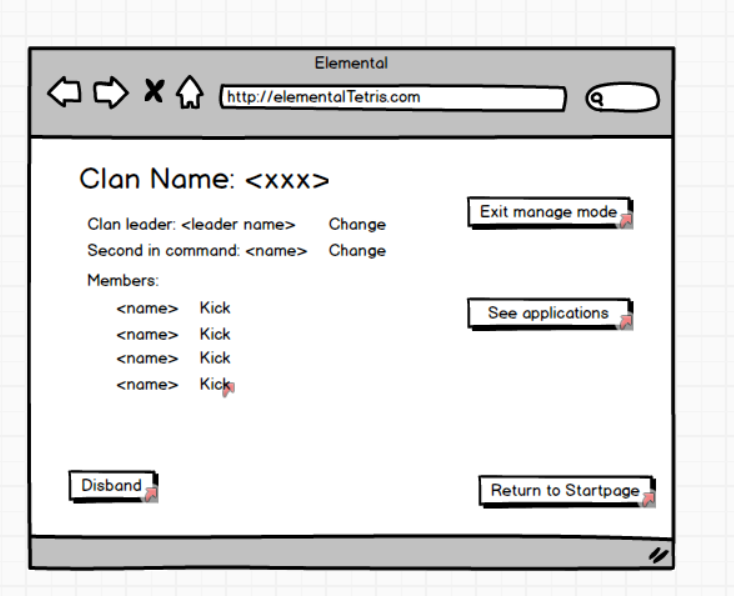 Elemental
http://elementalTetris.com
Clan Name: <xxx>
Exit manage mode
Clan leader: <leader name> Change
Second in command: <name> Change
Members:
<name> Kick
See applications
<name> Kick
<name> Kick
<name> Kick
Disband
Return to Startpage